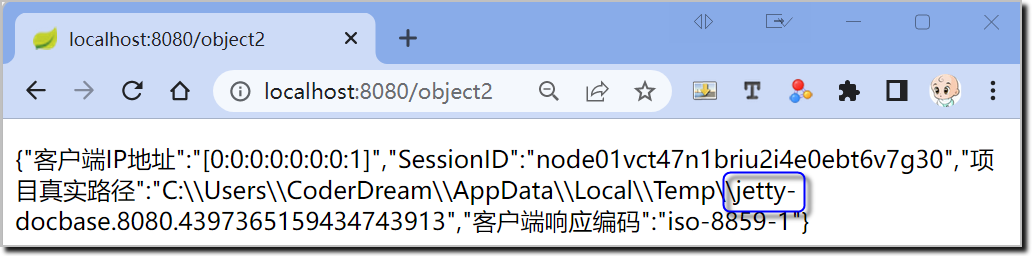 localhost:8080/object2
localhost:8080/object2
{"客户端IP地址":"[0:0:0:0:0:0:0:1]","SessionID":"node01vct47n1briu2i4e0ebt6v7g30","项
目真实路径":"C:\\Users\\CoderDream\\AppData\\Local\\Temp\\jetty-
docbase.8080.4397365159434743913","客户端响应编码":"iso-8859-1"}